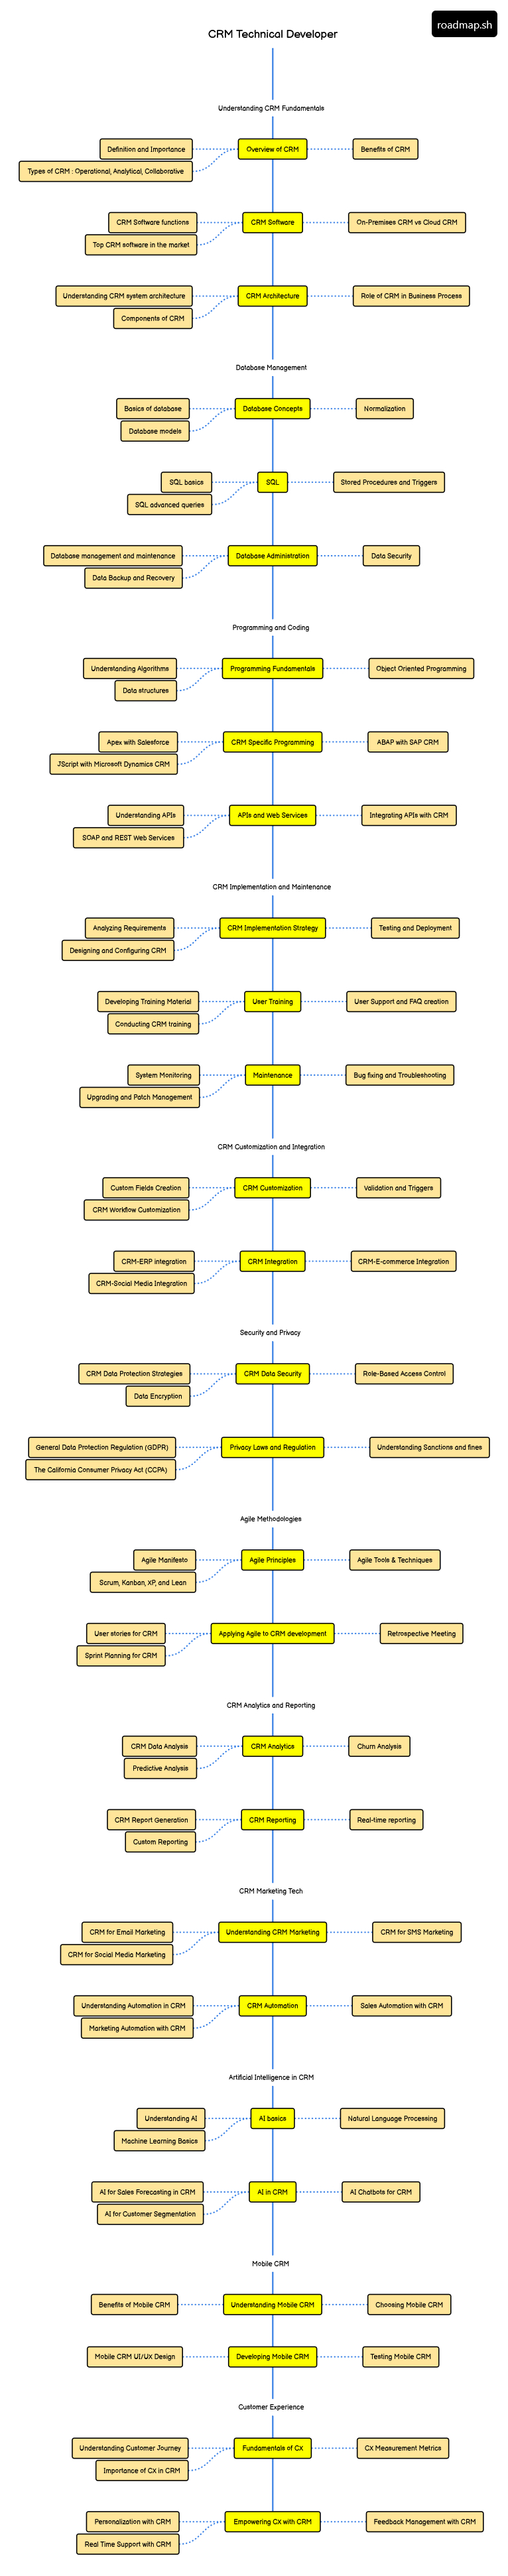 roadmap.sh
CRM Technical Developer
Understanding CRM Fundamentals
Definition and Importance
Overview of CRM
Benefits of CRM
Types of CRM : Operational, Analytical, Collaborative
CRM Software functions
CRM Software
On-Premises CRM vs Cloud CRM
Top CRM software in the market
Understanding CRM system architecture
CRM Architecture
Role of CRM in Business Process
Components of CRM
Database Management
Basics of database
Database Concepts
Normalization
Database models
SQL basics
SQL
Stored Procedures and Triggers
SQL advanced queries
Database management and maintenance
Database Administration
Data Security
Data Backup and Recovery
Programming and Coding
Understanding Algorithms
Programming Fundamentals
Object Oriented Programming
Data structures
Apex with Salesforce
CRM Specific Programming
ABAP with SAP CRM
JScript with Microsoft Dynamics CRM
Understanding APIs
APIs and Web Services
Integrating APIs with CRM
SOAP and REST Web Services
CRM Implementation and Maintenance
Analyzing Requirements
CRM Implementation Strategy
Testing and Deployment
Designing and Configuring CRM
Developing Training Material
User Training
User Support and FAQ creation
Conducting CRM training
System Monitoring
Maintenance
Bug fixing and Troubleshooting
Upgrading and Patch Management
CRM Customization and Integration
Custom Fields Creation
CRM Customization
Validation and Triggers
CRM Workflow Customization
CRM-ERP integration
CRM Integration
CRM-E-commerce Integration
CRM-Social Media Integration
Security and Privacy
CRM Data Protection Strategies
CRM Data Security
Role-Based Access Control
Data Encryption
General Data Protection Regulation (GDPR)
Privacy Laws and Regulation
Understanding Sanctions and fines
The California Consumer Privacy Act (CCPA)
Agile Methodologies
Agile Manifesto
Agile Principles
Agile Tools & Techniques
Scrum, Kanban, XP, and Lean
User stories for CRM
Applying Agile to CRM development
Retrospective Meeting
Sprint Planning for CRM
CRM Analytics and Reporting
CRM Data Analysis
CRM Analytics
Churn Analysis
Predictive Analysis
CRM Report Generation
CRM Reporting
Real-time reporting
Custom Reporting
CRM Marketing Tech
CRM for Email Marketing
Understanding CRM Marketing
CRM for SMS Marketing
CRM for Social Media Marketing
Understanding Automation in CRM
CRM Automation
Sales Automation with CRM
Marketing Automation with CRM
Artificial Intelligence in CRM
Understanding AI
AI basics
Natural Language Processing
Machine Learning Basics
AI for Sales Forecasting in CRM
AI in CRM
AI Chatbots for CRM
AI for Customer Segmentation
Mobile CRM
Benefits of Mobile CRM
Understanding Mobile CRM
Choosing Mobile CRM
Mobile CRM UI/UX Design
Developing Mobile CRM
Testing Mobile CRM
Customer Experience
Understanding Customer Journey
Fundamentals of CX
CX Measurement Metrics
Importance of CX in CRM
Personalization with CRM
Empowering CX with CRM
Feedback Management with CRM
Real Time Support with CRM